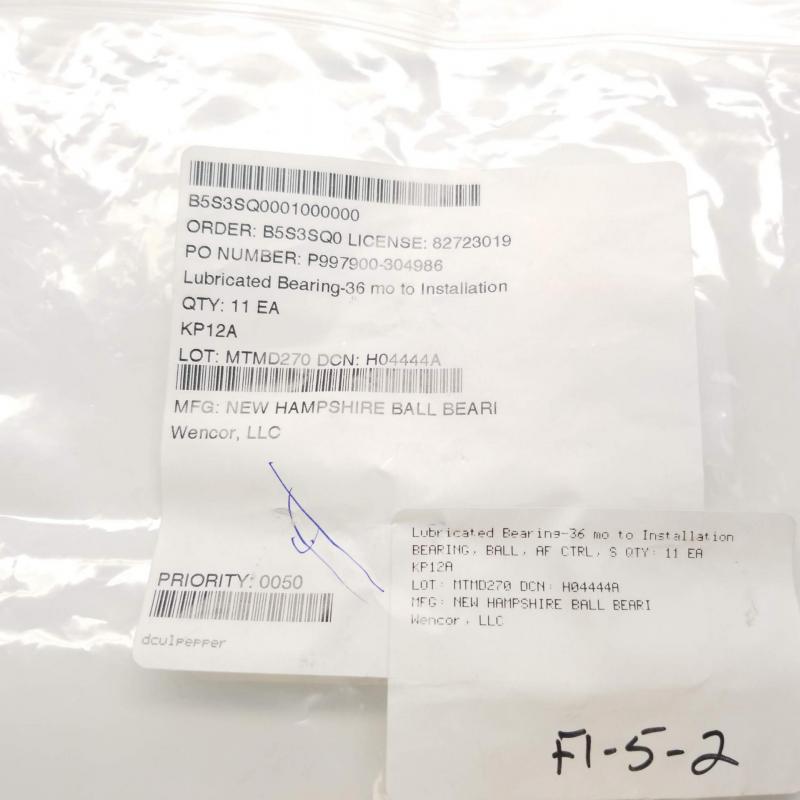 B5S3SQ0001000000
ORDER: B5S3SQ0 LICENSE: 82723019
PO NUMBER: P997900-304986
Lubricated Bearing-36 mo to Installation
QTY: 11 EA
KP12A
LOT: MTMD270 DCN: H04444A
MFG: NEW HAMPSHIRE BALL BEARI
Wencor, LLC
PRIORITY: 0050
dculpepper
Lubricated Bearing-36 mo to Installation
BEARING, BALL, AF CTRL, S QTY: 11 EA
KP12A
LOT: MTMD270 DCN: H04444A
MFG: NEW HAMPSHIRE BALL BEARI
Wencor, LLC
F1-5-2